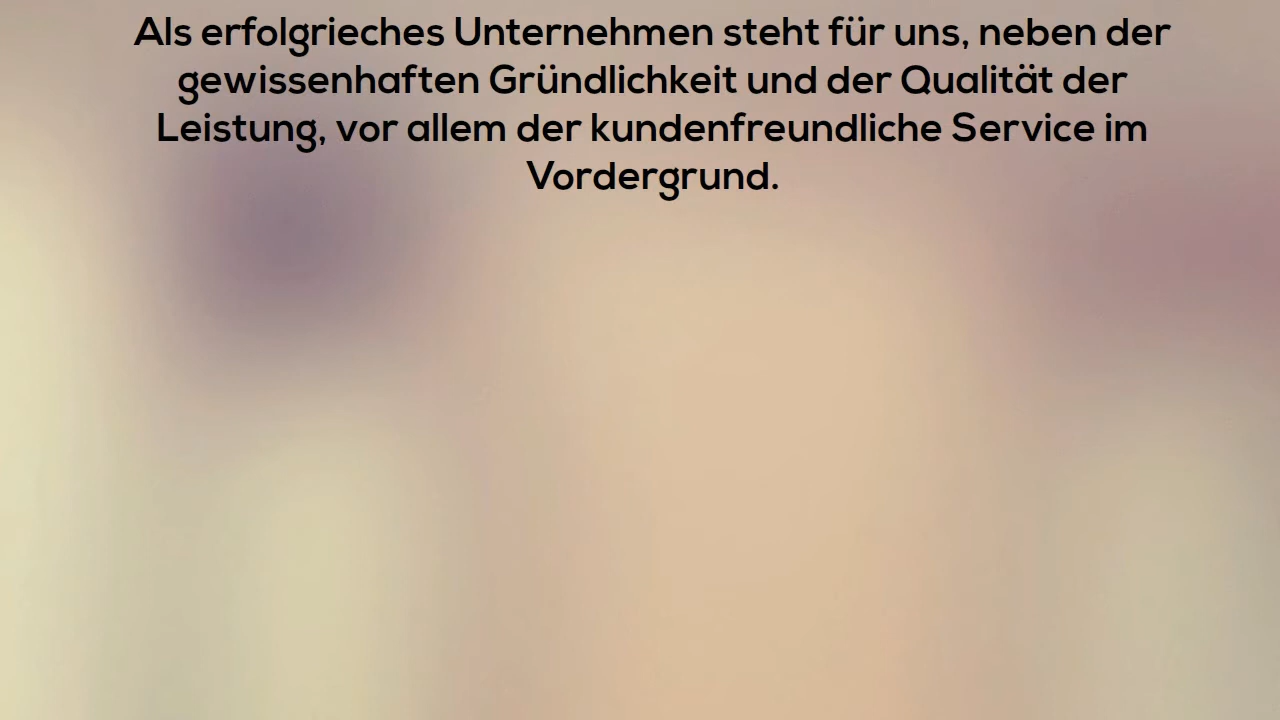 Als erfolgrieches Unternehmen steht für uns, neben der
gewissenhaften Gründlichkeit und der Qualität der
Leistung, vor allem der kundenfreundliche Service im
Vordergrund.